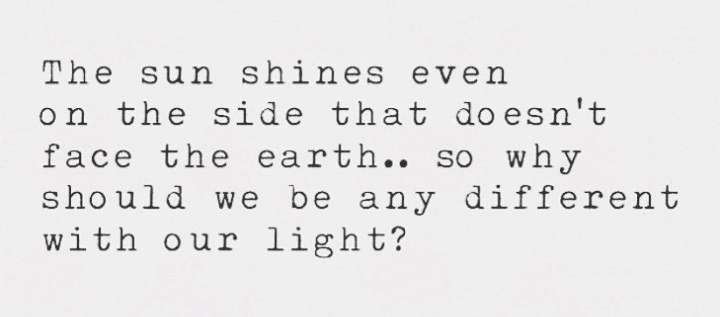 The sun shines even
on the side that doesn't
face the earth.. so why
should we be any different
with our light?